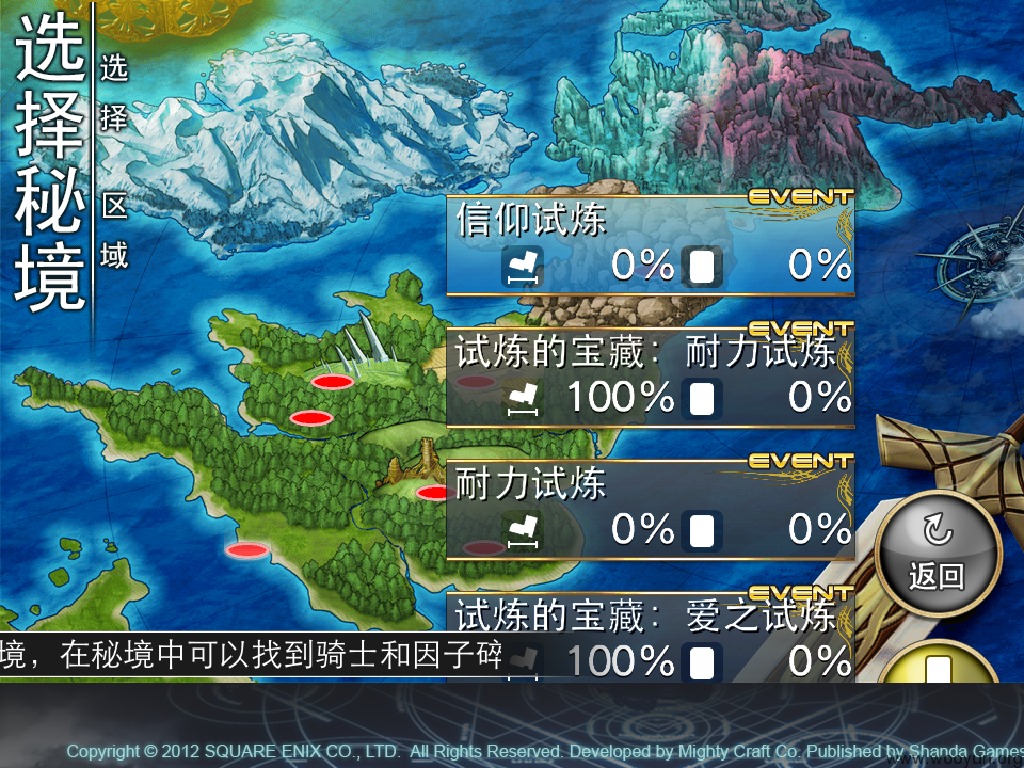 选择秘境
选择 区域
EVENT
信仰试炼
0% 0%
EVENT
试炼的宝藏：耐力试炼
100% 0%
EVENT
耐力试炼
0% 0%
返回
EVENT
试炼的宝藏：爱之试炼
100% 0%
境，在秘境中可以找到骑士和因子碎
Copyright © 2012 SQUARE ENIX CO., LTD. All Rights Reserved. Developed by Mighty Craft Co. Published by Shanda Games
www.wooyun.org